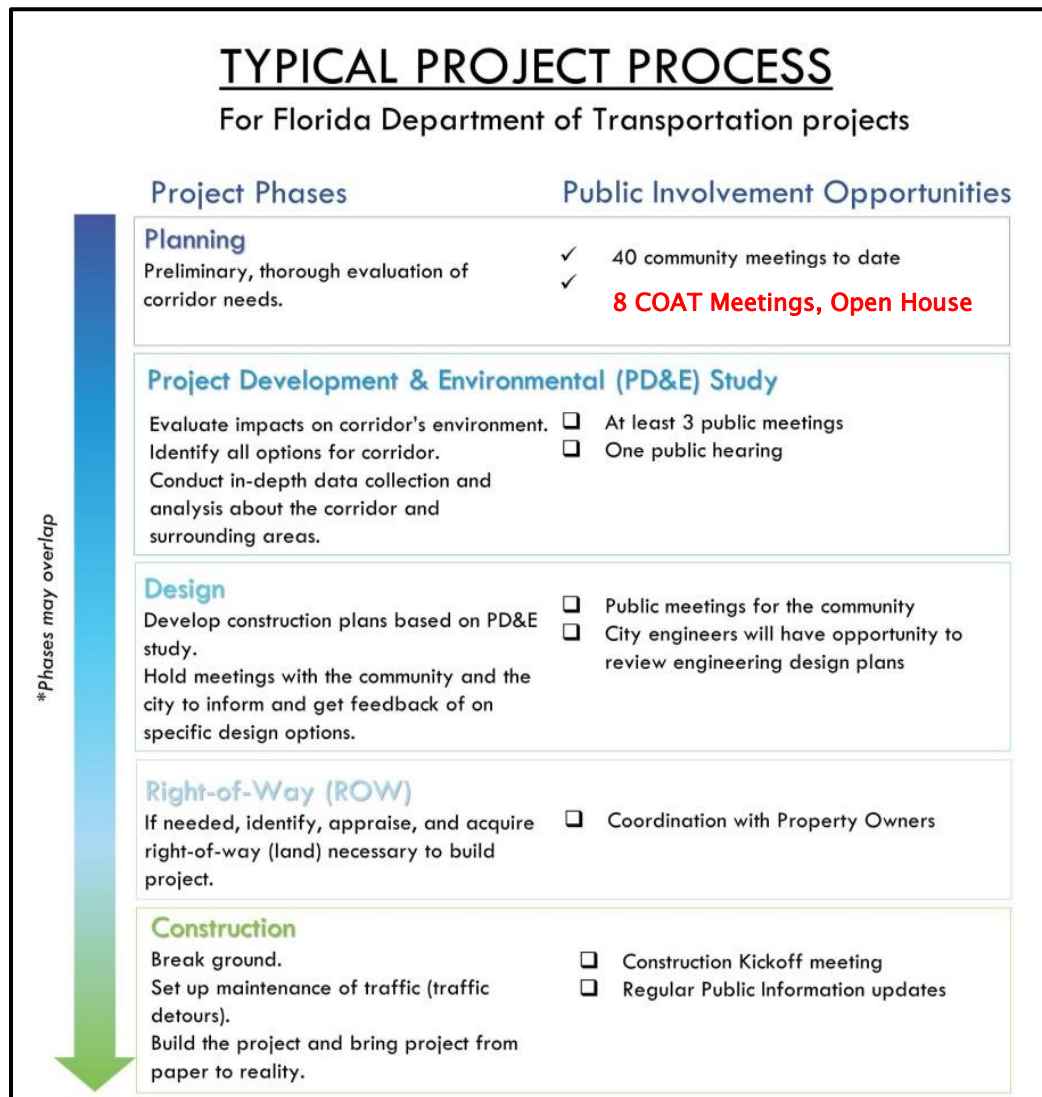 TYPICAL PROJECT PROCESS
For Florida Department of Transportation projects
Project Phases
Public Involvement Opportunities
*Phases may overlap
Planning
Preliminary, thorough evaluation of
corridor needs.
✓ 40 community meetings to date
✓ 8 COAT Meetings, Open House
Project Development & Environmental (PD&E) Study
Evaluate impacts on corridor's environment.
Identify all options for corridor.
Conduct in-depth data collection and
analysis about the corridor and
surrounding areas.
❑ At least 3 public meetings
❑ One public hearing
Design
Develop construction plans based on PD&E
study.
Hold meetings with the community and the
city to inform and get feedback of on
specific design options.
❑ Public meetings for the community
❑ City engineers will have opportunity to
review engineering design plans
Right-of-Way (ROW)
If needed, identify, appraise, and acquire
right-of-way (land) necessary to build
project.
❑ Coordination with Property Owners
Construction
Break ground.
Set up maintenance of traffic (traffic
detours).
Build the project and bring project from
paper to reality.
❑ Construction Kickoff meeting
❑ Regular Public Information updates